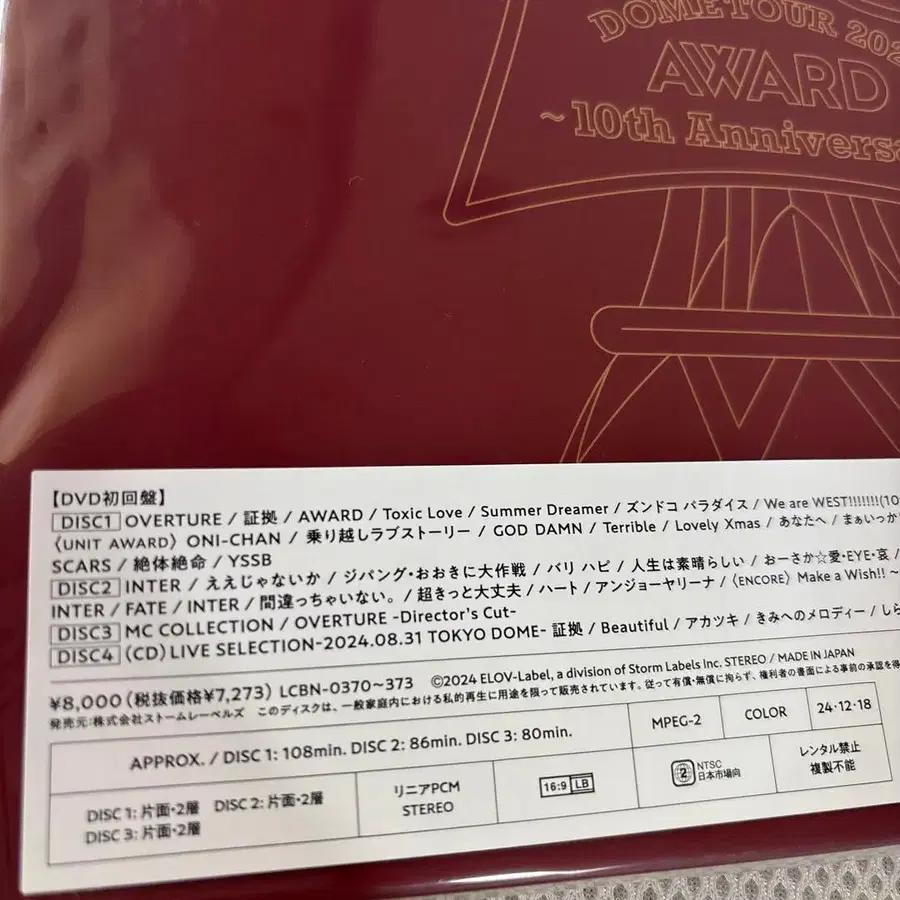 DOME TOUR 202
AWARD
~10th Annivers
【DVD初回盤】
DISC1 OVERTURE / 証拠 / AWARD / Toxic Love / Summer Dreamer / ズンドコ パラダイス / We are WEST!!!!!!!(10
〈UNIT AWARD〉 ONI-CHAN / 乗り越しラブストーリー / GOD DAMN / Terrible / Lovely Xmas / あなたへ / まぁいっか
SCARS / 絶体絶命 / YSSB
DISC2 INTER / ええじゃないか / ジパング・おおきに大作戦 / バリ ハピ / 人生は素晴らしい / おーさか☆愛・EYE・哀 /
INTER / FATE / INTER / 間違っちゃいない。 / 超きっと大丈夫 / ハート / アンジョーヤリーナ / 〈ENCORE〉 Make a Wish!! ~
DISC3 MC COLLECTION / OVERTURE -Director's Cut-
DISC4 (CD) LIVE SELECTION-2024.08.31 TOKYO DOME- 証拠 / Beautiful / アカツキ / きみへのメロディー / しら
¥8,000 (税抜価格¥7,273) LCBN-0370~373 ©2024 ELOV-Label, a division of Storm Labels Inc. STEREO / MADE IN JAPAN
発売元:株式会社ストームレーベルズ このディスクは、一般家庭内における私的再生に用途を限って販売されています。従って有償・無償に拘らず、権利者の書面による事前の承認を得
APPROX. / DISC 1: 108min. DISC 2: 86min. DISC 3: 80min. MPEG-2 COLOR 24・12・18
DISC 1: 片面・2層 DISC 2: 片面・2層
DISC 3: 片面・2層
リニアPCM
STEREO
16:9 LB
2 NTSC
日本市場向
レンタル禁止
複製不能